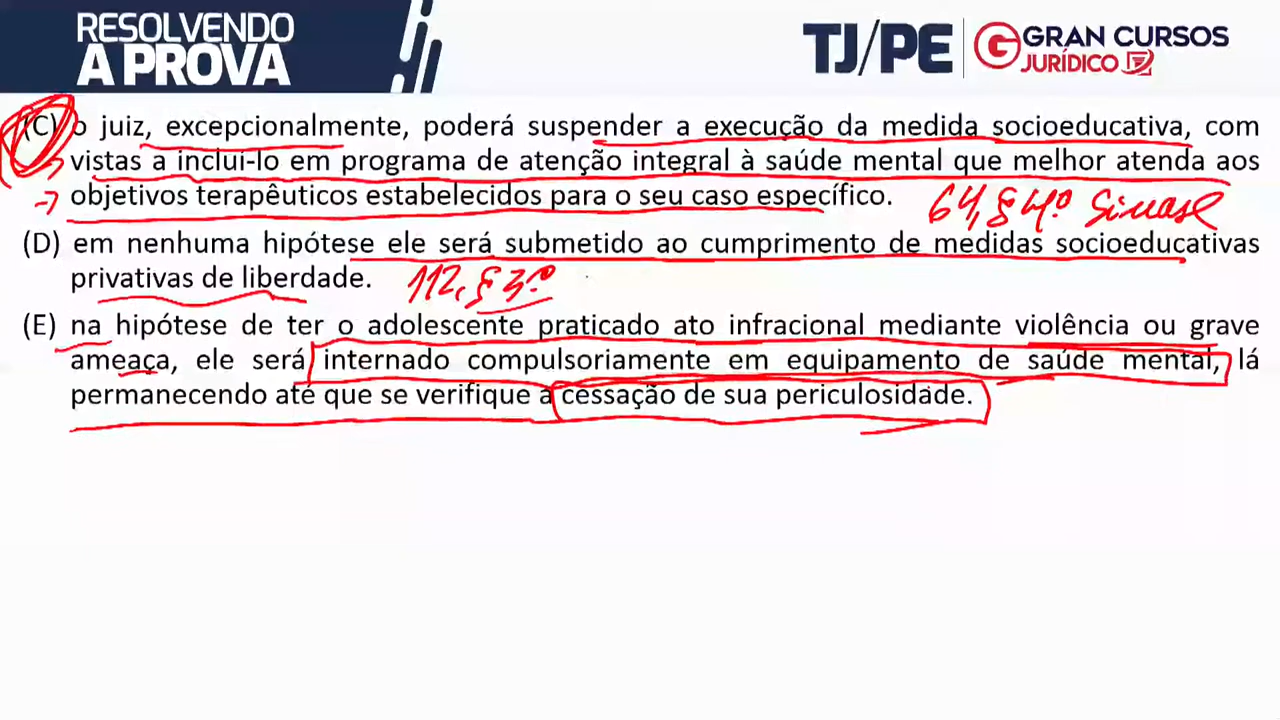 RESOLVENDO
A PROVA
TJ/PE
GRAN CURSOS
JURÍDICO
(C) o juiz, excepcionalmente, poderá suspender a execução da medida socioeducativa, com
vistas a incluí-lo em programa de atenção integral à saúde mental que melhor atenda aos
objetivos terapêuticos estabelecidos para o seu caso específico.
64, § 4º Sinase
(D) em nenhuma hipótese ele será submetido ao cumprimento de medidas socioeducativas
privativas de liberdade.
112, § 3º
(E) na hipótese de ter o adolescente praticado ato infracional mediante violência ou grave
ameaça, ele será internado compulsoriamente em equipamento de saúde mental, lá
permanecendo até que se verifique a cessação de sua periculosidade.